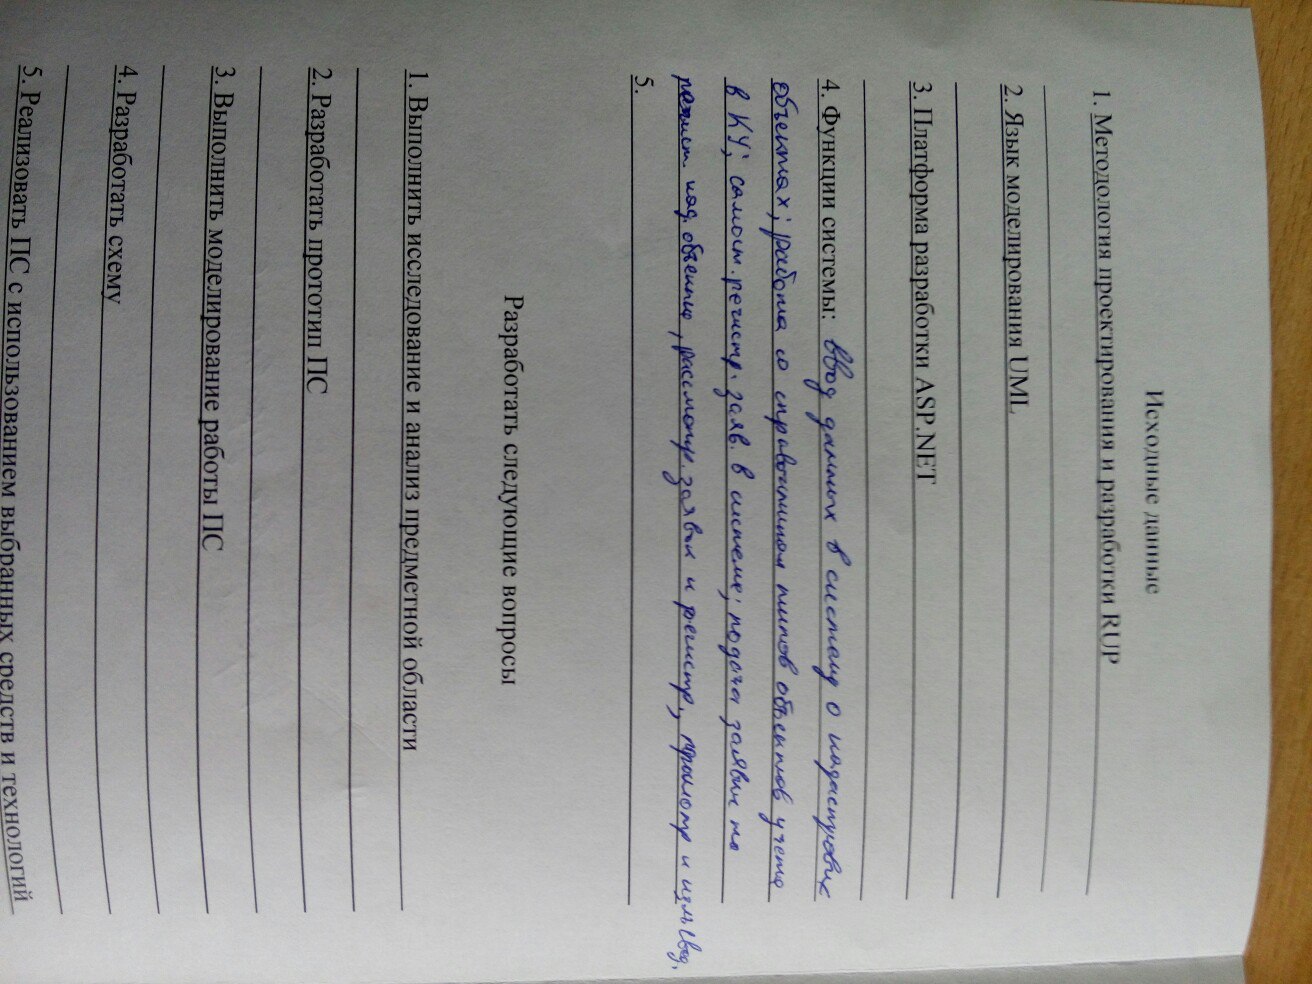 Исходные данные
1. Методология проектирования и разработки RUP
2. Язык моделирования UML
3. Платформа разработки ASP.NET
4. Функции системы: ввод данных в систему о кадастровых
объектах; работа со справочником типов объектов учета
в КУ; самост. регистр. заяв. в системе; подача заявки на
регист. кад. объекта, рассмотр. заявок и регистр., просмотр и
5.
Разработать следующие вопросы
1. Выполнить исследование и анализ предметной области
2. Разработать прототип ПС
3. Выполнить моделирование работы ПС
4. Разработать схему
5. Реализовать ПС с использованием выбранных средств и технологий